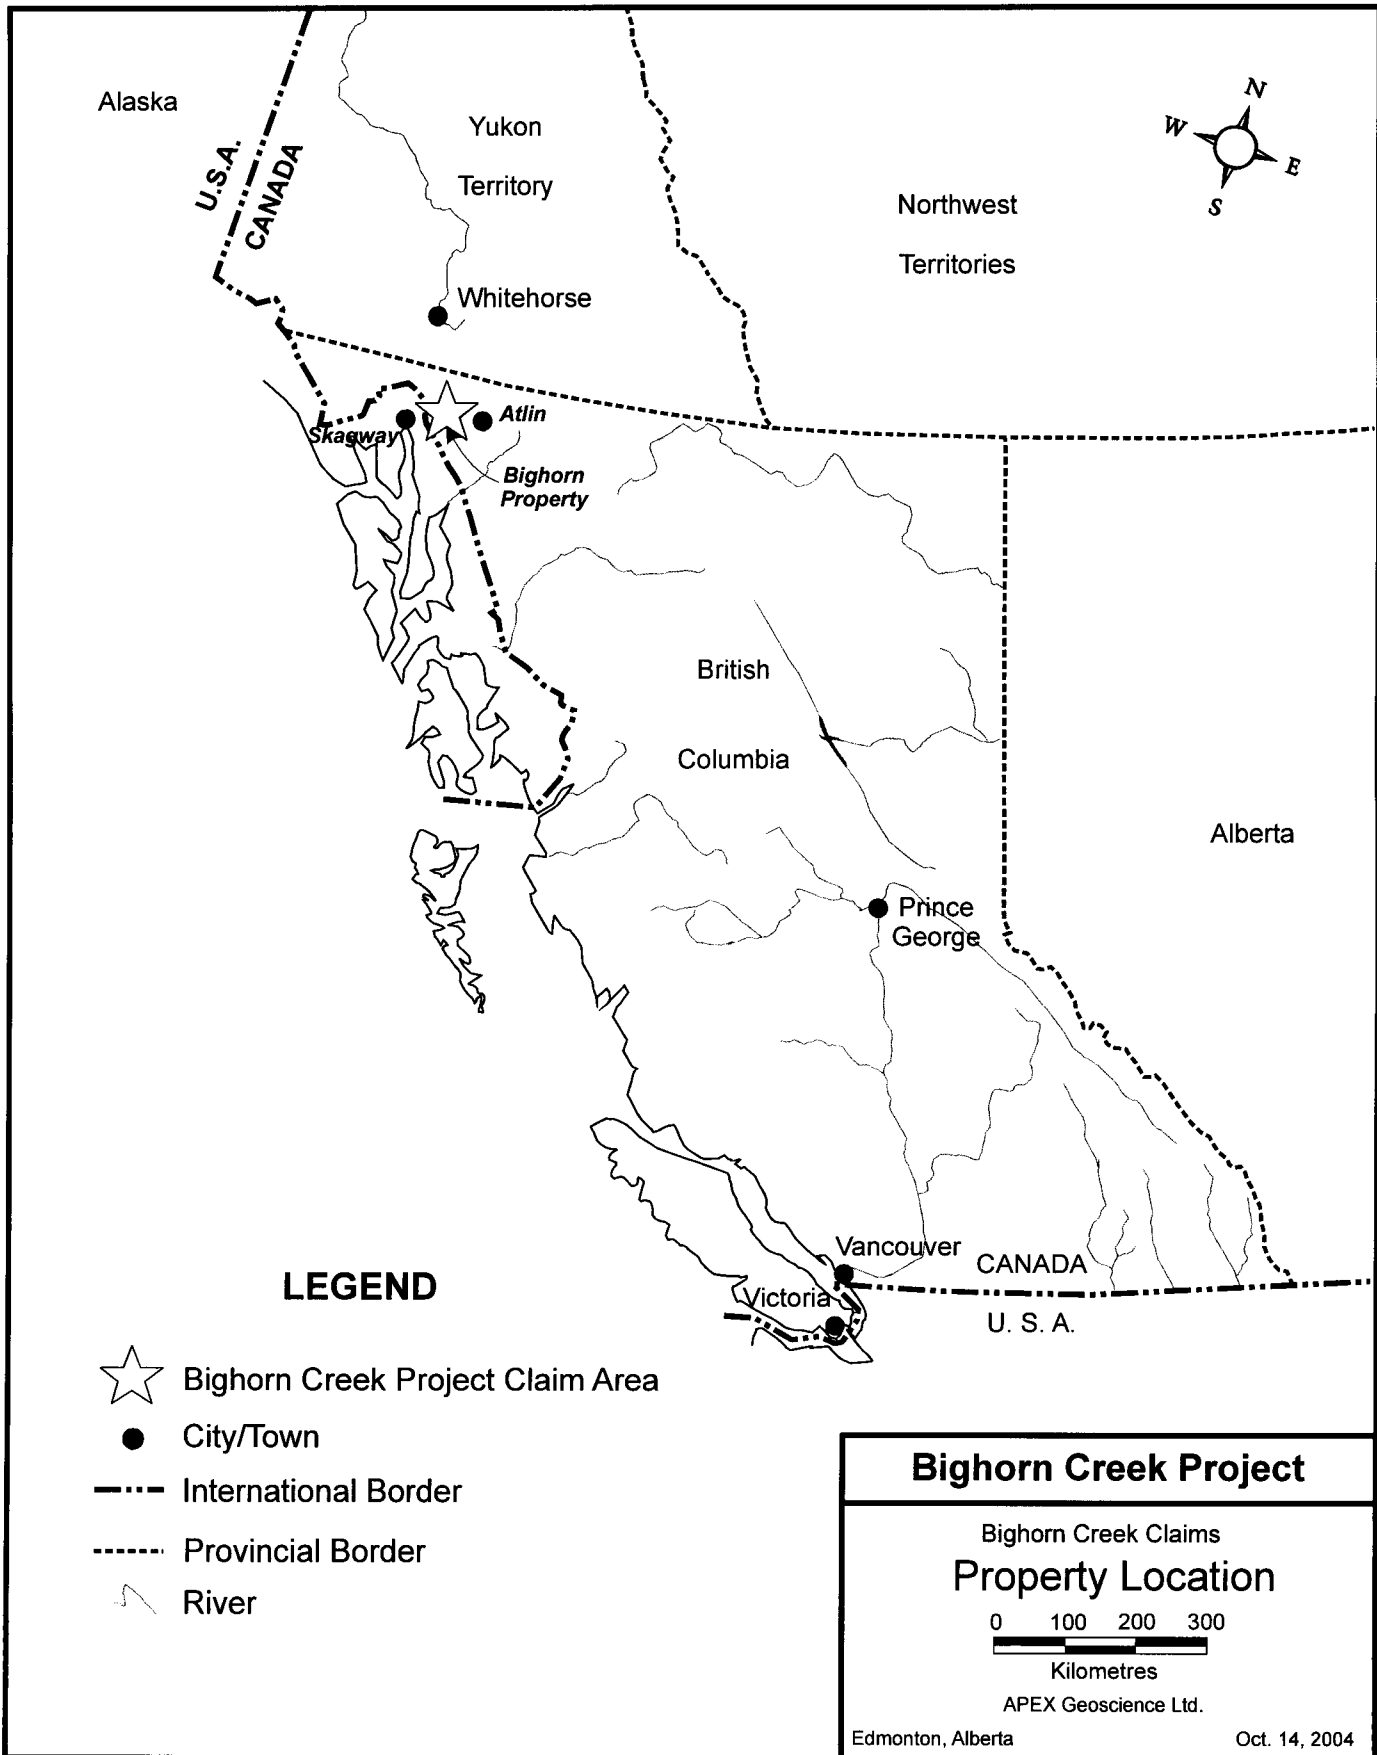 Alaska
U.S.A.
CANADA
Yukon
Territory
N
W
E
S
Northwest
Territories
Whitehorse
Skagway
Atlin
Bighorn
Property
British
Columbia
Alberta
Prince
George
Vancouver
CANADA
Victoria
U. S. A.
LEGEND
Bighorn Creek Project Claim Area
City/Town
International Border
Provincial Border
River
Bighorn Creek Project
Bighorn Creek Claims
Property Location
0 100 200 300
Kilometres
APEX Geoscience Ltd.
Edmonton, Alberta Oct. 14, 2004